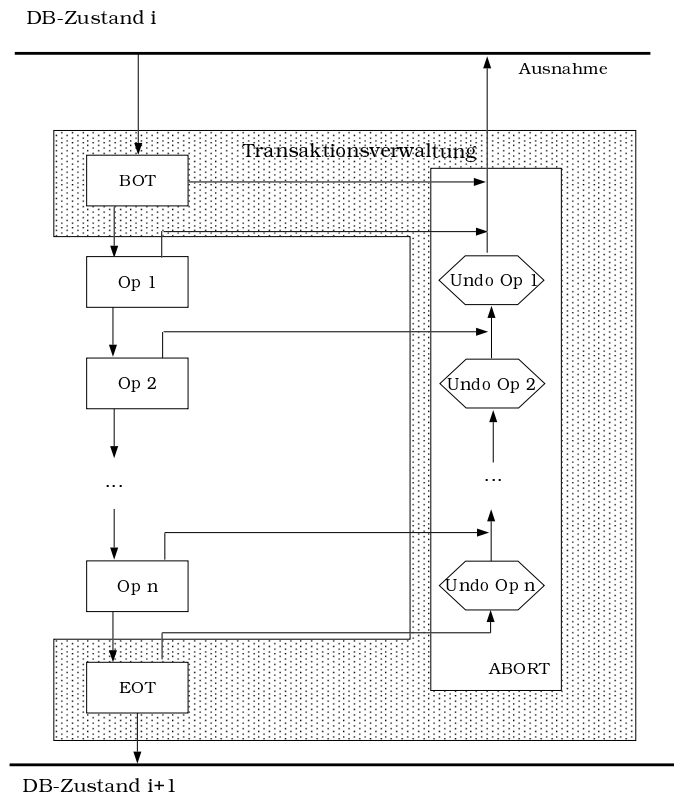 DB-Zustand i
Ausnahme
Transaktionsverwaltung
BOT
Op 1
Undo Op 1
Op 2
Undo Op 2
...
...
Op n
Undo Op n
ABORT
EOT
DB-Zustand i+1